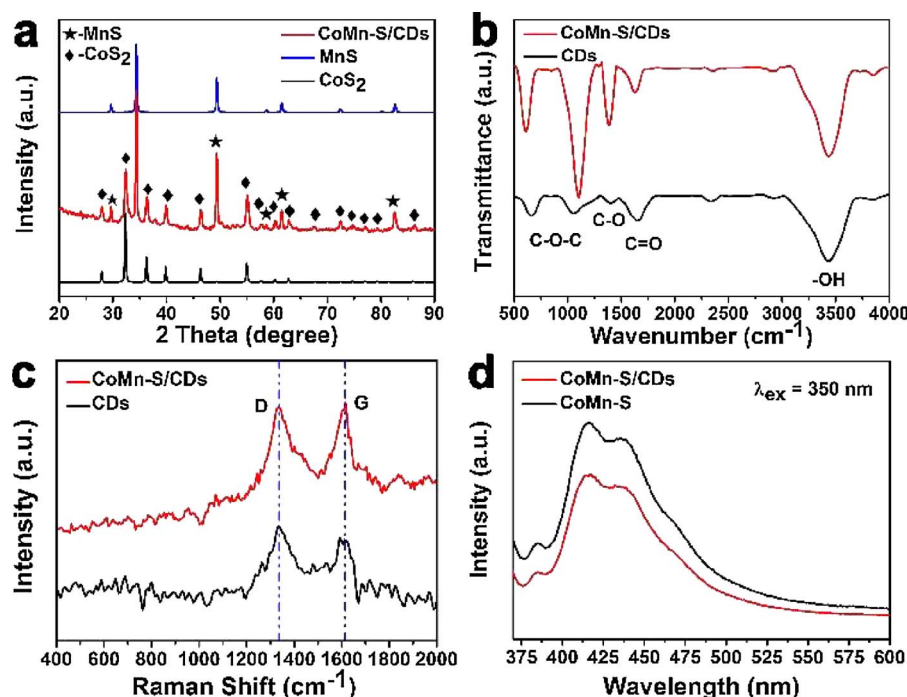 a
★-MnS
♦-CoS2
CoMn-S/CDs
MnS
CoS2
Intensity (a.u.)
20 30 40 50 60 70 80 90
2 Theta (degree)
b
CoMn-S/CDs
CDs
Transmittance (a.u.)
C-O-C
C-O
C=O
-OH
500 1000 1500 2000 2500 3000 3500 4000
Wavenumber (cm-1)
c
CoMn-S/CDs
CDs
D
G
Intensity (a.u.)
400 600 800 1000 1200 1400 1600 1800 2000
Raman Shift (cm-1)
d
CoMn-S/CDs
CoMn-S
λex = 350 nm
Intensity (a.u.)
375 400 425 450 475 500 525 550 575 600
Wavelength (nm)